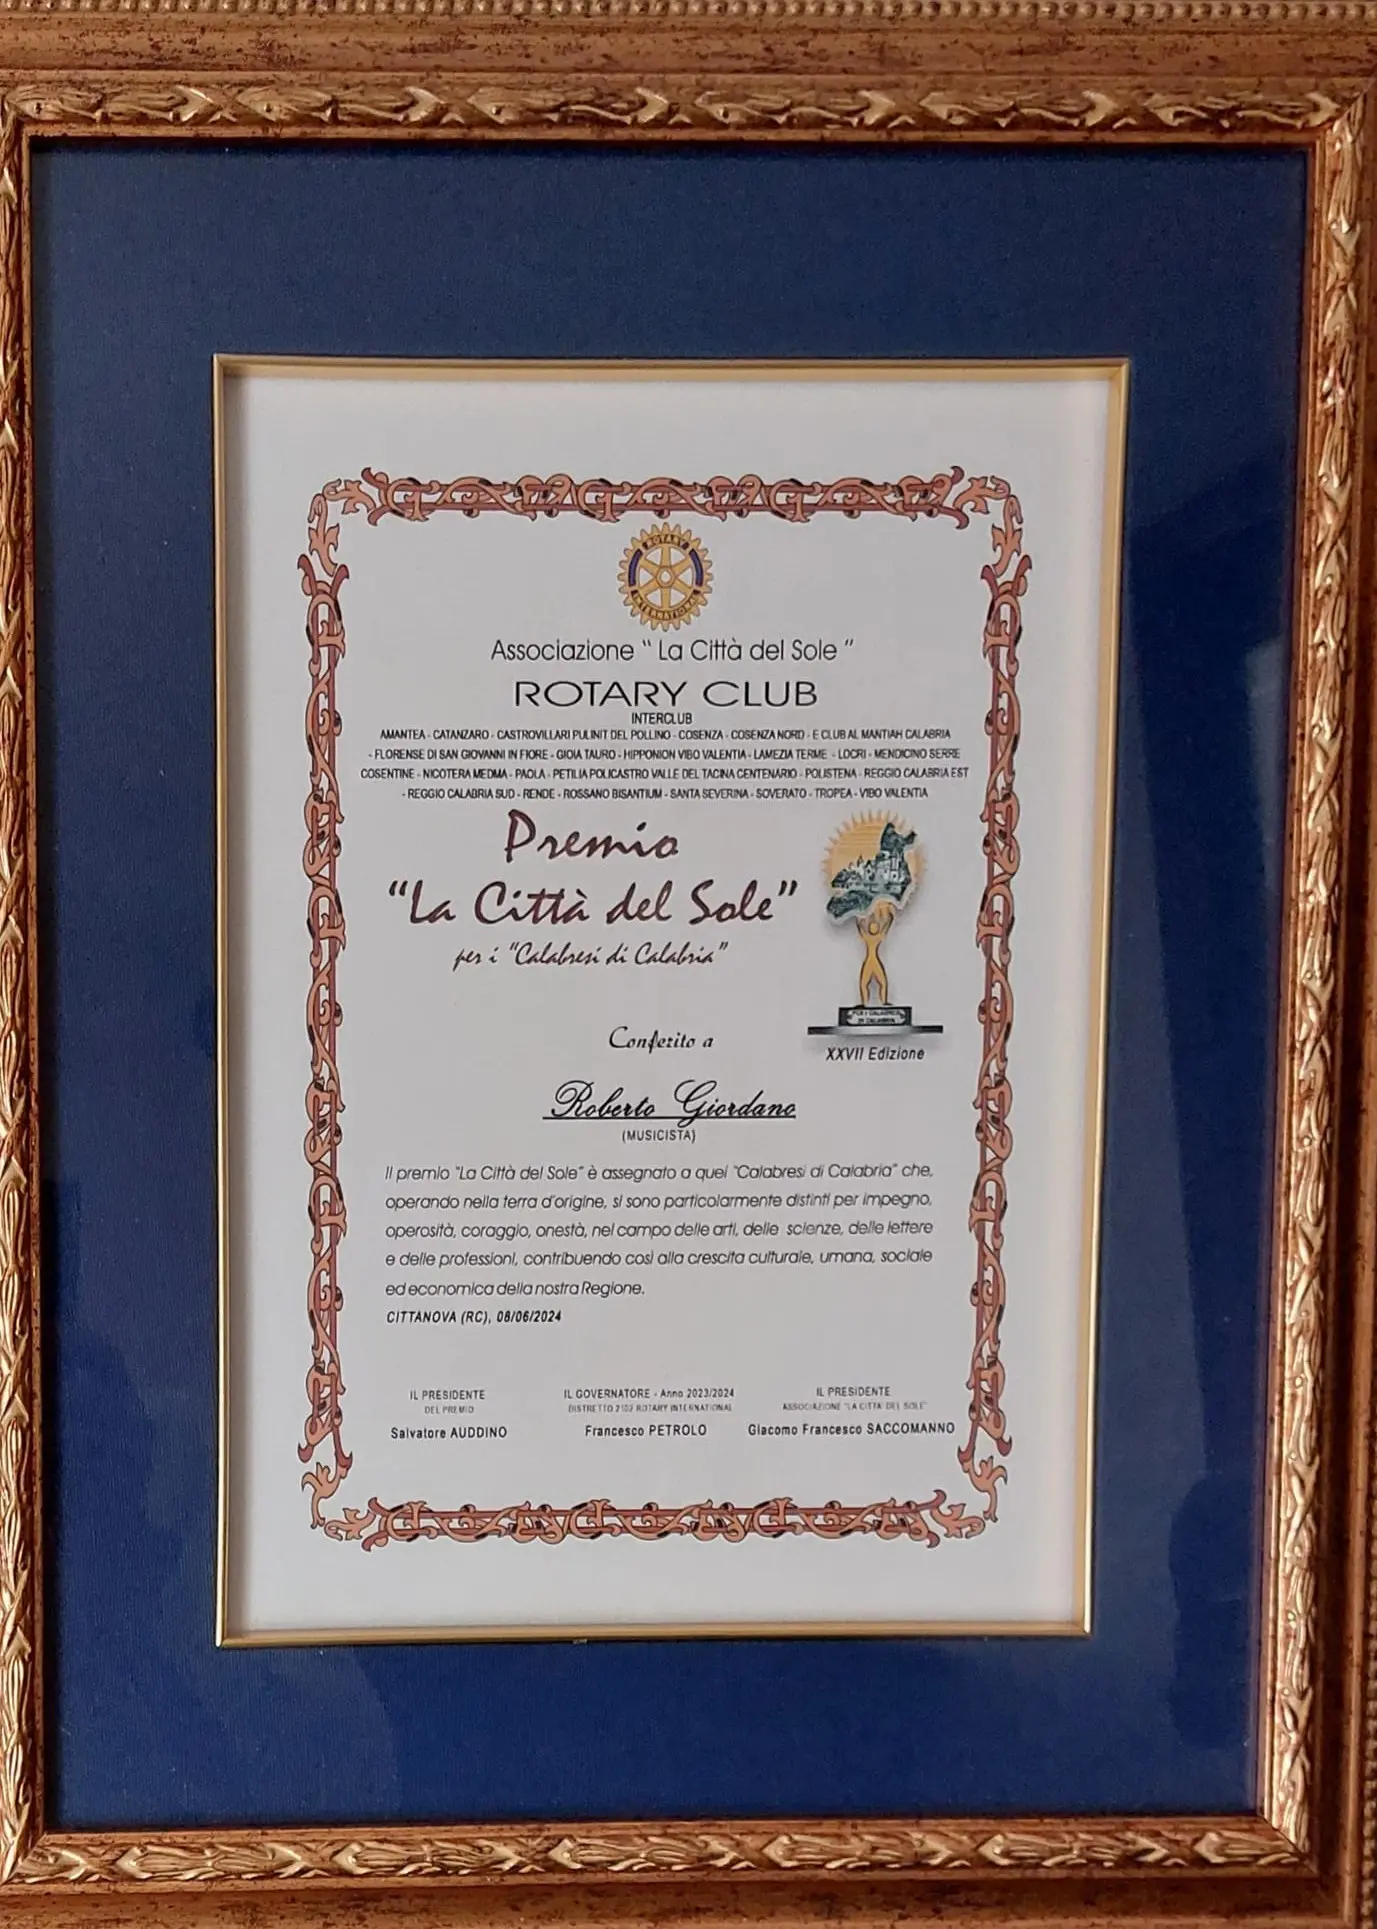 ROTARY
INTERNATIONAL
Associazione “ La Città del Sole ”
ROTARY CLUB
INTERCLUB
AMANTEA - CATANZARO - CASTROVILLARI PULINIT DEL POLLINO - COSENZA - COSENZA NORD - E CLUB AL MANTIAH CALABRIA
- FLORENSE DI SAN GIOVANNI IN FIORE - GIOIA TAURO - HIPPONION VIBO VALENTIA - LAMEZIA TERME - LOCRI - MENDICINO SERRE
COSENTINE - NICOTERA MEDMA - PAOLA - PETILIA POLICASTRO VALLE DEL TACINA CENTENARIO - POLISTENA - REGGIO CALABRIA EST
- REGGIO CALABRIA SUD - RENDE - ROSSANO BISANTIUM - SANTA SEVERINA - SOVERATO - TROPEA - VIBO VALENTIA
Premio
“La Città del Sole”
per i “Calabresi di Calabria”
PER I CALABRESI
DI CALABRIA
XXVII Edizione
Conferito a
Roberto Giordano
(MUSICISTA)
Il premio “La Città del Sole” è assegnato a quei “Calabresi di Calabria” che,
operando nella terra d'origine, si sono particolarmente distinti per impegno,
operosità, coraggio, onestà, nel campo delle arti, delle scienze, delle lettere
e delle professioni, contribuendo così alla crescita culturale, umana, sociale
ed economica della nostra Regione.
CITTANOVA (RC), 08/06/2024
IL PRESIDENTE
DEL PREMIO
Salvatore AUDDINO
IL GOVERNATORE - Anno 2023/2024
DISTRETTO 2102 ROTARY INTERNATIONAL
Francesco PETROLO
IL PRESIDENTE
ASSOCIAZIONE “LA CITTA' DEL SOLE”
Giacomo Francesco SACCOMANNO